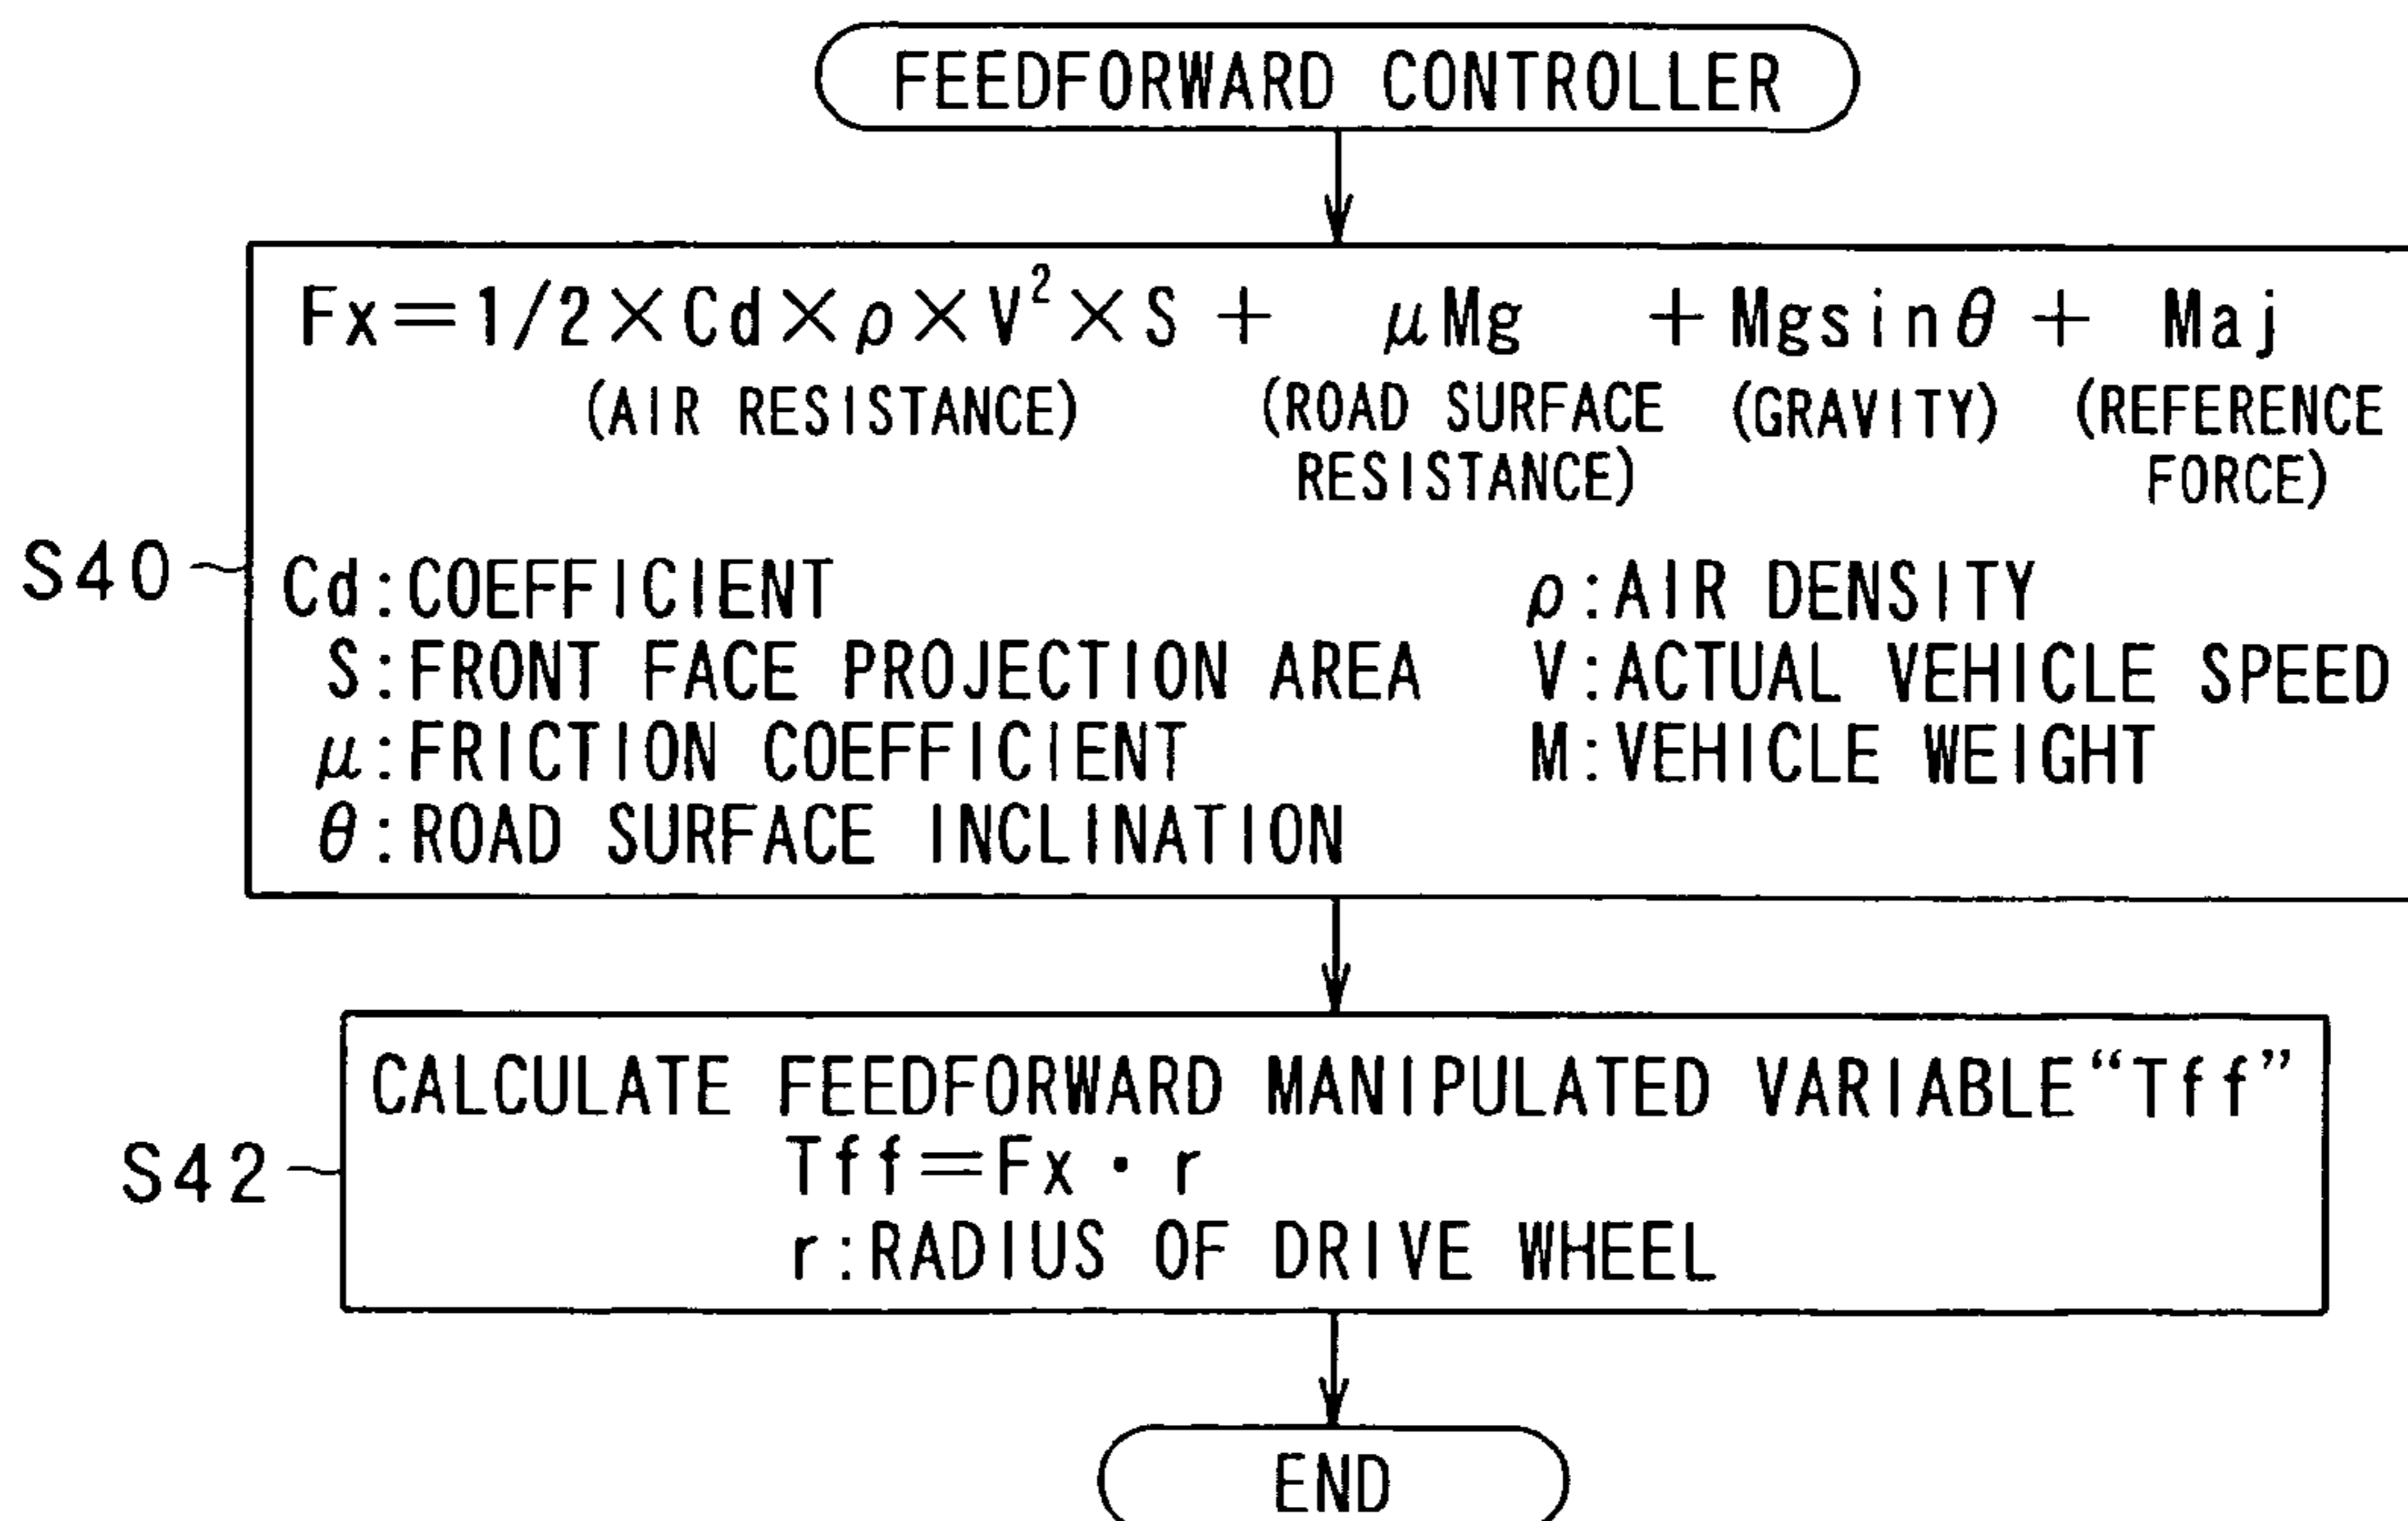 FEEDFORWARD CONTROLLER
Fx=1/2×Cd×ρ×V²×S + μMg + Mgsinθ + Maj
(AIR RESISTANCE) (ROAD SURFACE RESISTANCE) (GRAVITY) (REFERENCE FORCE)
S40
Cd:COEFFICIENT ρ:AIR DENSITY
S:FRONT FACE PROJECTION AREA V:ACTUAL VEHICLE SPEED
μ:FRICTION COEFFICIENT M:VEHICLE WEIGHT
θ:ROAD SURFACE INCLINATION
CALCULATE FEEDFORWARD MANIPULATED VARIABLE“Tff”
S42
Tff=Fx・r
r:RADIUS OF DRIVE WHEEL
END